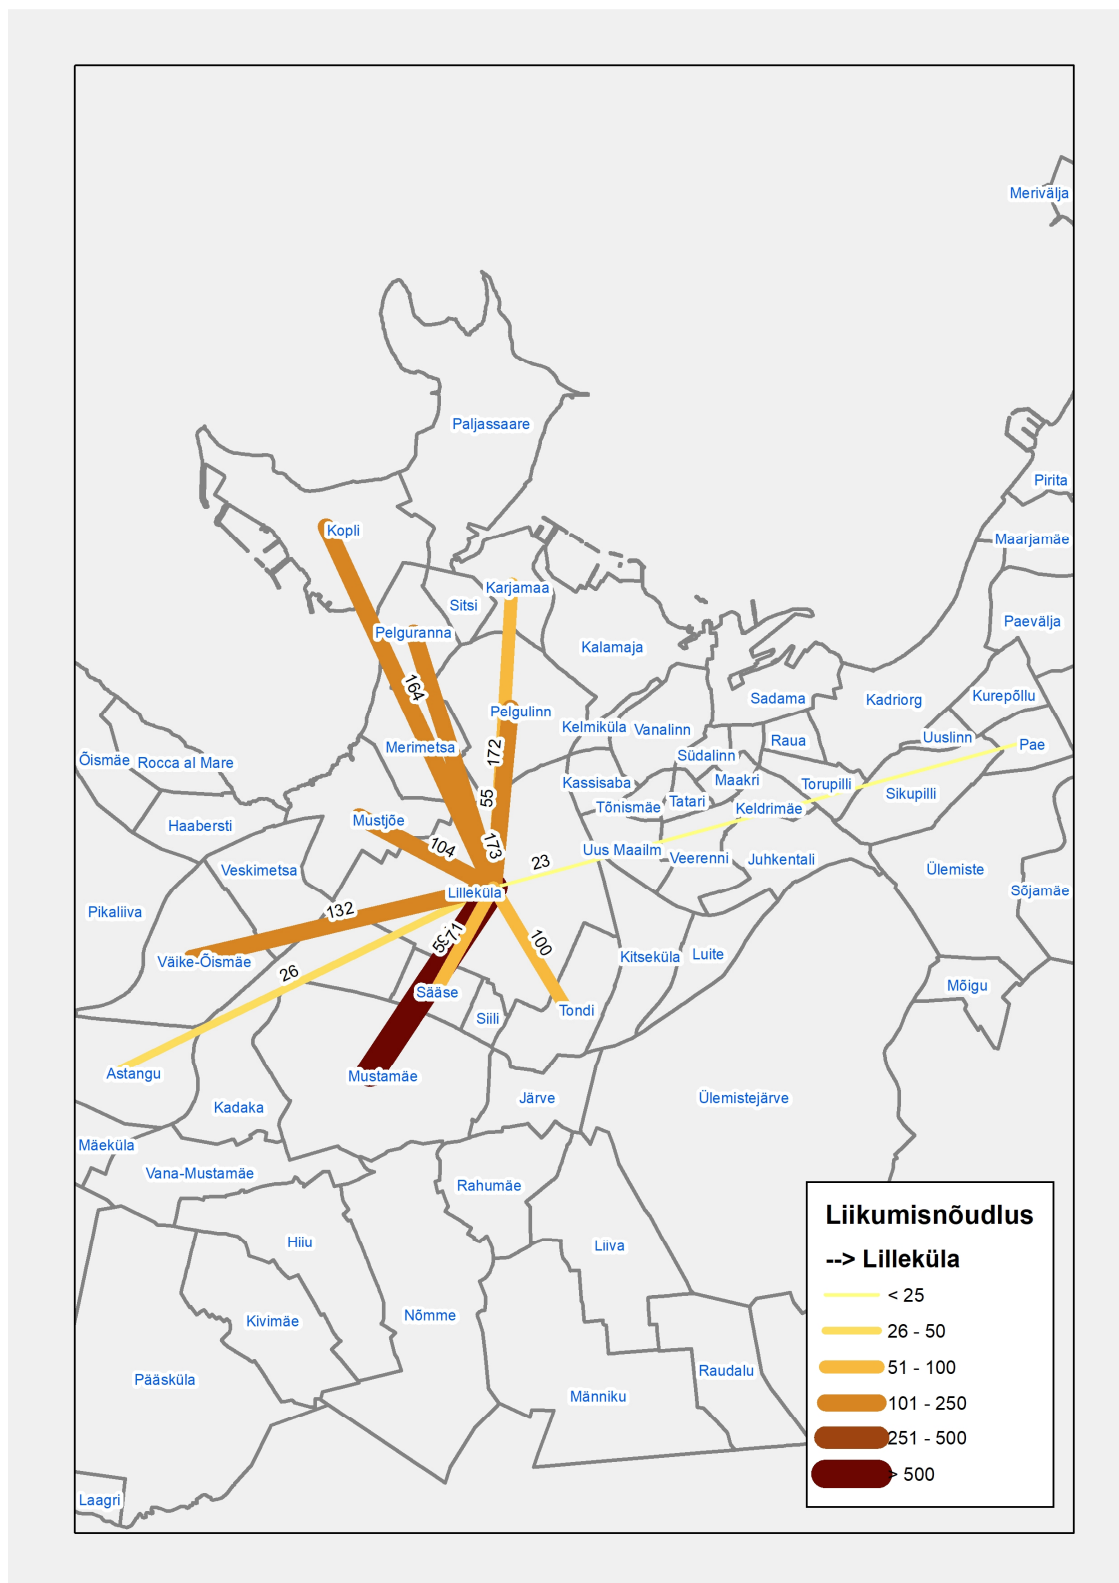 Merivälja
Paljassaare
Pirita
Kopli
Maarjamäe
Karjamaa
Sitsi
Paevälja
Pelguranna
Kalamaja
164
Sadama
Kadriorg
Kurepõllu
Pelgulinn
Kelmiküla
Vanalinn
Uuslinn
Pae
Raua
Merimetsa
172
Südalinn
Õismäe
Rocca al Mare
Kassisaba
Maakri
Torupilli
Sikupilli
55
Tõnismäe
Tatari
Keldrimäe
Mustjõe
Haabersti
104
173
Uus Maailm
Veerenni
Juhkentali
23
Veskimetsa
Ülemiste
Lilleküla
Sõjamäe
Pikaliiva
132
71
100
Väike-Õismäe
26
Kitseküla
Luite
Mõigu
Sääse
Siili
Tondi
Astangu
Mustamäe
Kadaka
Järve
Ülemistejärve
Mäeküla
Vana-Mustamäe
Rahumäe
Hiiu
Liiva
Kivimäe
Nõmme
Pääsküla
Männiku
Raudalu
Laagri
Liikumisnõudlus
--> Lilleküla
< 25
26 - 50
51 - 100
101 - 250
251 - 500
> 500